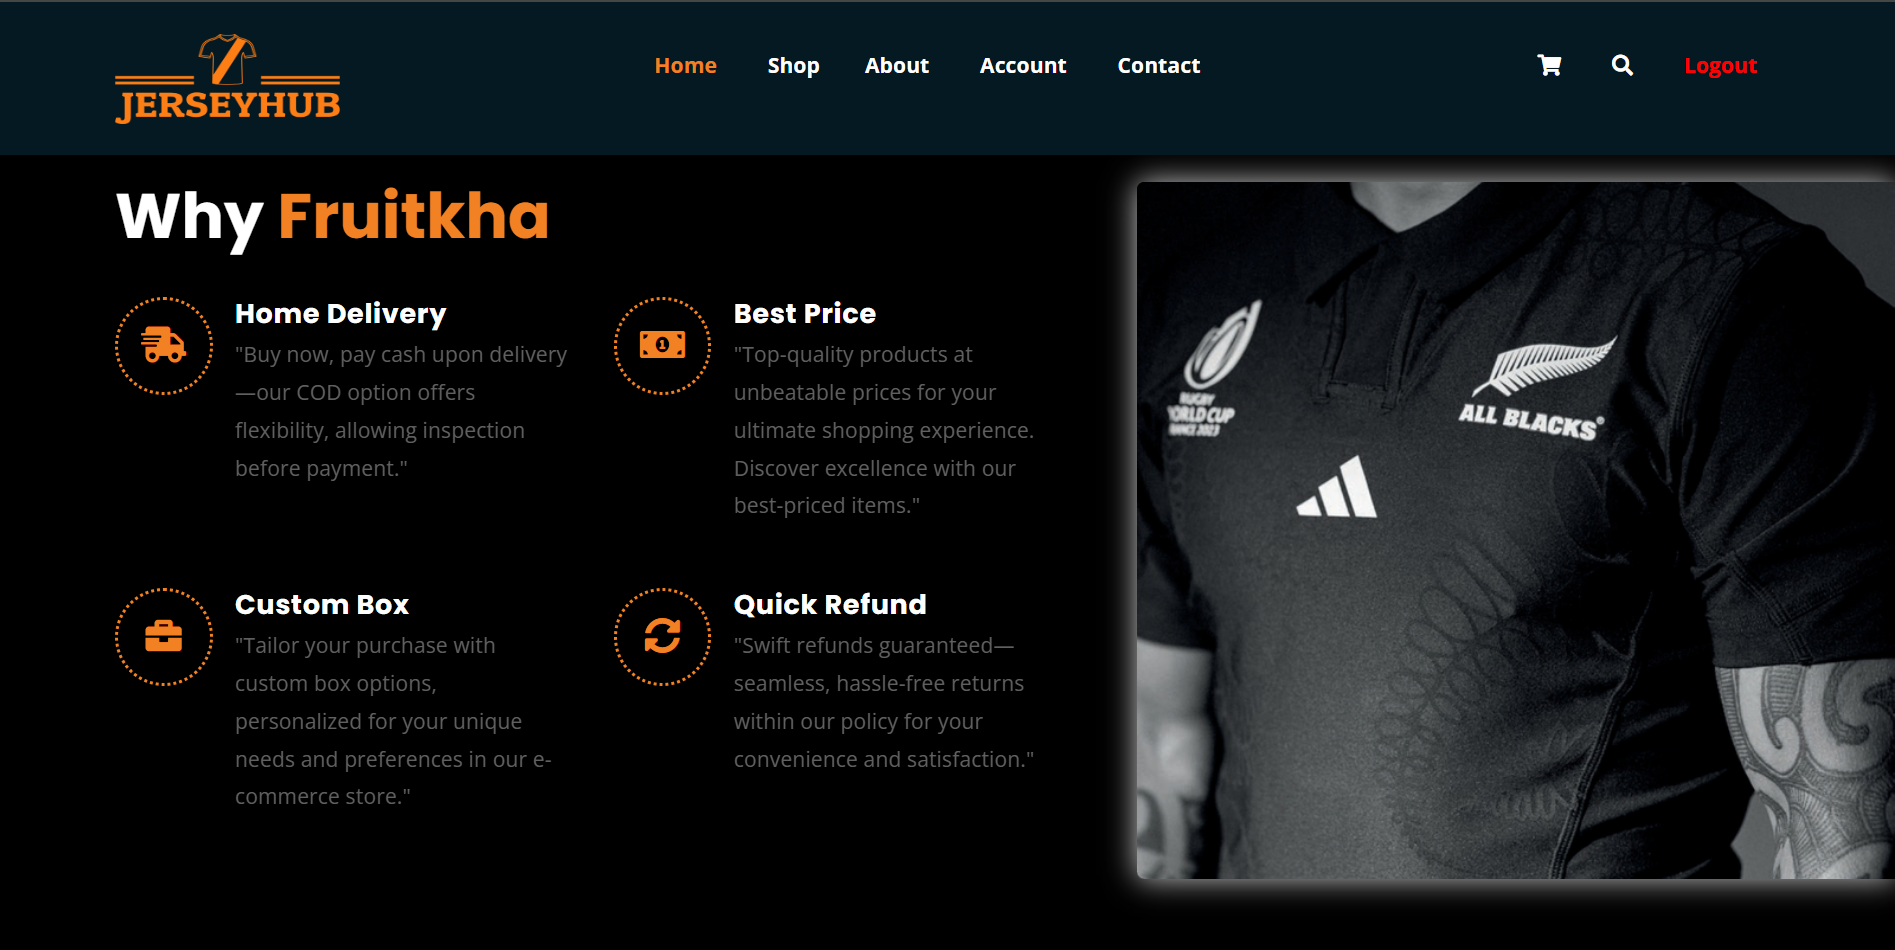 JERSEYHUB
Home Shop About Account Contact Logout
Why Fruitkha
Home Delivery
"Buy now, pay cash upon delivery
—our COD option offers
flexibility, allowing inspection
before payment."
Best Price
"Top-quality products at
unbeatable prices for your
ultimate shopping experience.
Discover excellence with our
best-priced items."
Custom Box
"Tailor your purchase with
custom box options,
personalized for your unique
needs and preferences in our e-
commerce store."
Quick Refund
"Swift refunds guaranteed—
seamless, hassle-free returns
within our policy for your
convenience and satisfaction."
RUGBY
WORLD CUP
FRANCE 2023
ALL BLACKS®